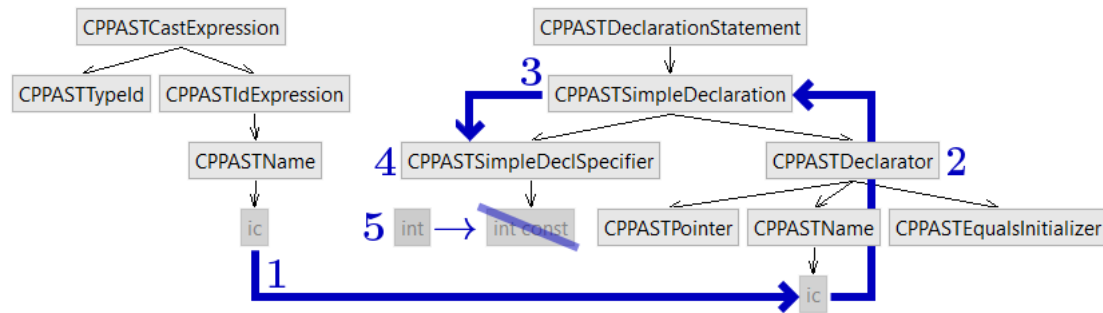 CPPASTCastExpression
CPPASTDeclarationStatement
CPPASTTypeId
CPPASTIdExpression
3
CPPASTSimpleDeclaration
CPPASTName
4
CPPASTSimpleDeclSpecifier
CPPASTDeclarator
2
ic
5
int
int const
CPPASTPointer
CPPASTName
CPPASTEqualsInitializer
1
ic